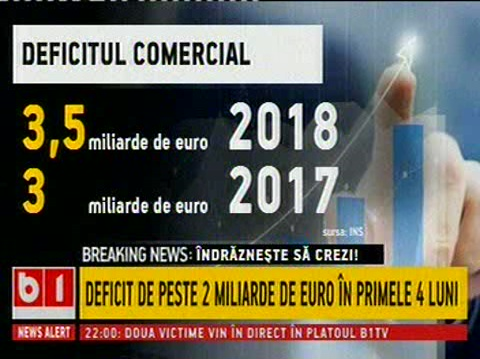 DEFICITUL COMERCIAL
3,5 miliarde de euro 2018
3 miliarde de euro 2017
sursa: INS
BREAKING NEWS: ÎNDRĂZNEȘTE SĂ CREZI!
b1 DEFICIT DE PESTE 2 MILIARDE DE EURO ÎN PRIMELE 4 LUNI
NEWS ALERT 22:00: DOUA VICTIME VIN ÎN DIRECT ÎN PLATOUL B1TV